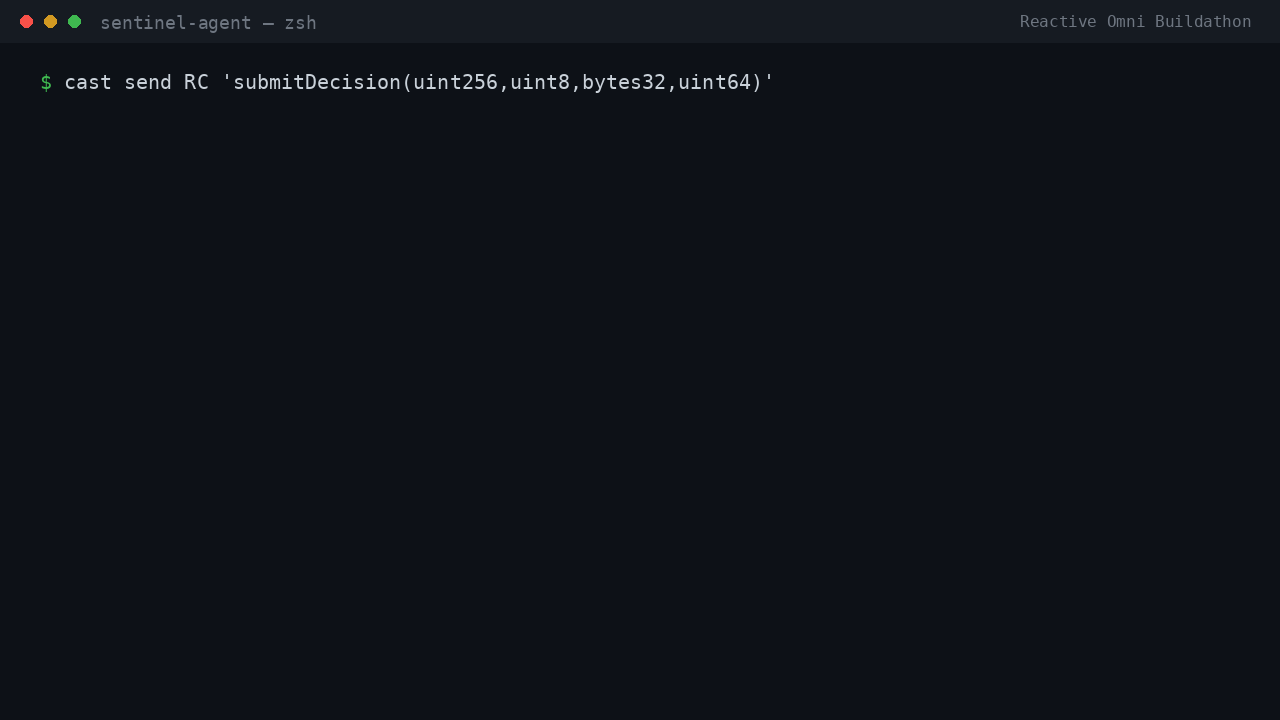 sentinel-agent — zsh
Reactive Omni Buildathon
$ cast send RC 'submitDecision(uint256,uint8,bytes32,uint64)'